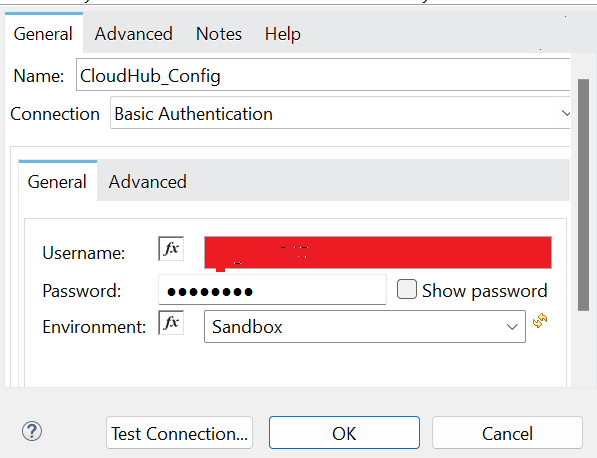 General Advanced Notes Help
Name: CloudHub_Config
Connection Basic Authentication
General Advanced
Username: fx
Password: ●●●●●●●● Show password
Environment: fx Sandbox
? Test Connection... OK Cancel